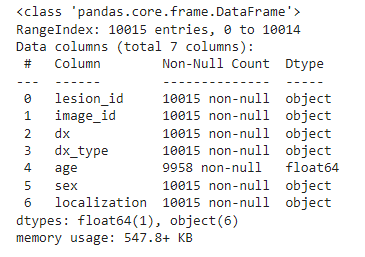 <class 'pandas.core.frame.DataFrame'>
RangeIndex: 10015 entries, 0 to 10014
Data columns (total 7 columns):
 #   Column        Non-Null Count  Dtype
---  ------        --------------  -----
 0   lesion_id     10015 non-null  object
 1   image_id      10015 non-null  object
 2   dx            10015 non-null  object
 3   dx_type       10015 non-null  object
 4   age           9958 non-null   float64
 5   sex           10015 non-null  object
 6   localization  10015 non-null  object
dtypes: float64(1), object(6)
memory usage: 547.8+ KB